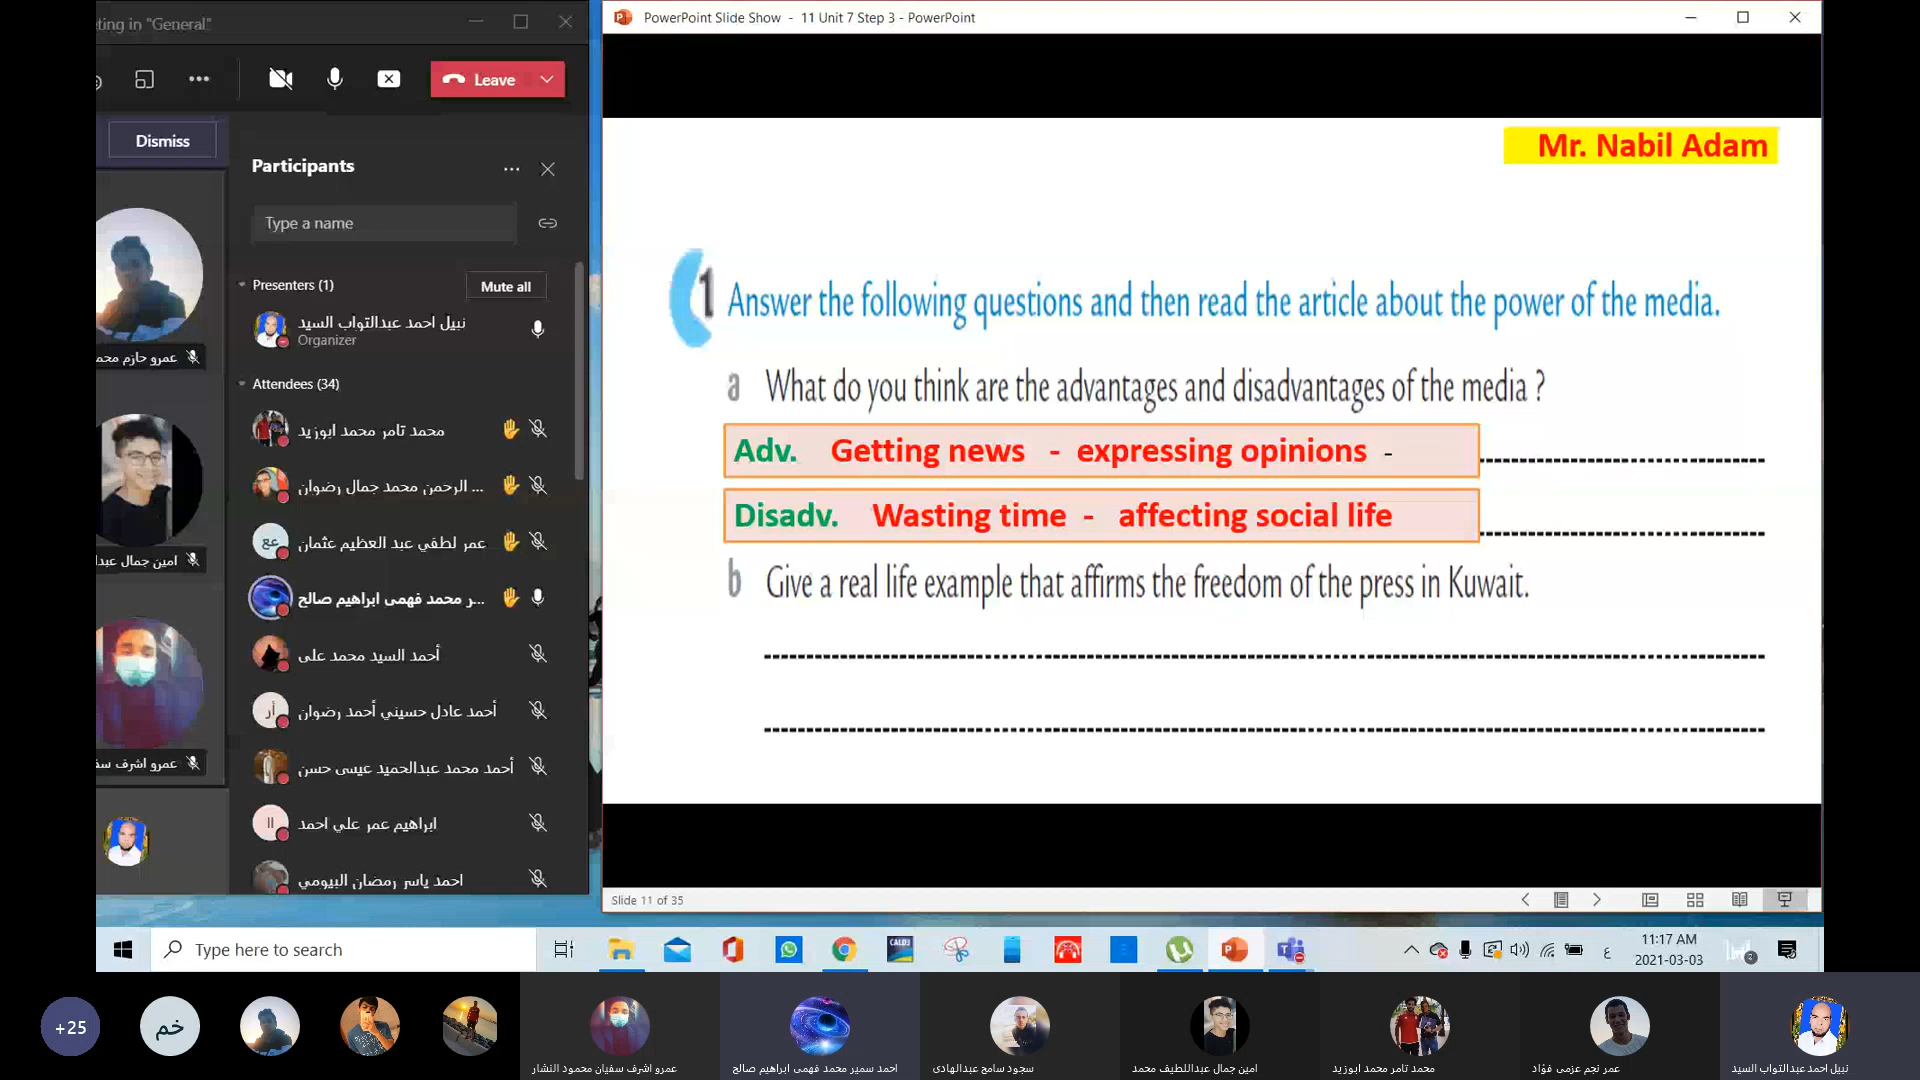 ting in "General"
Leave
Dismiss
Participants
Type a name
Presenters (1)
Mute all
نبيل احمد عبدالتواب السيد
Organizer
Attendees (34)
محمد تامر محمد ابوزيد
... الرحمن محمد جمال رضوان
عع
عمر لطفي عبد العظيم عثمان
ر محمد فهمى ابراهيم صالح...
أحمد السيد محمد على
أر
أحمد عادل حسيني أحمد رضوان
أحمد محمد عبدالحميد عيسى حسن
اا
ابراهيم عمر علي احمد
احمد ياسر رمضان البيومي
عمرو حازم محمد
امين جمال عبدا
عمرو اشرف سف
PowerPoint Slide Show - 11 Unit 7 Step 3 - PowerPoint
Mr. Nabil Adam
1 Answer the following questions and then read the article about the power of the media.
a What do you think are the advantages and disadvantages of the media ?
Adv. Getting news - expressing opinions -
Disadv. Wasting time - affecting social life
b Give a real life example that affirms the freedom of the press in Kuwait.
Slide 11 of 35
Type here to search
CALD3
ع
11:17 AM
2021-03-03
2
+25
خم
عمرو اشرف سفيان محمود النشار
احمد سمير محمد فهمى ابراهيم صالح
سجود سامح عبدالهادى
امين جمال عبداللطيف محمد
محمد تامر محمد ابوزيد
عمر نجم عزمى فؤاد
نبيل احمد عبدالتواب السيد